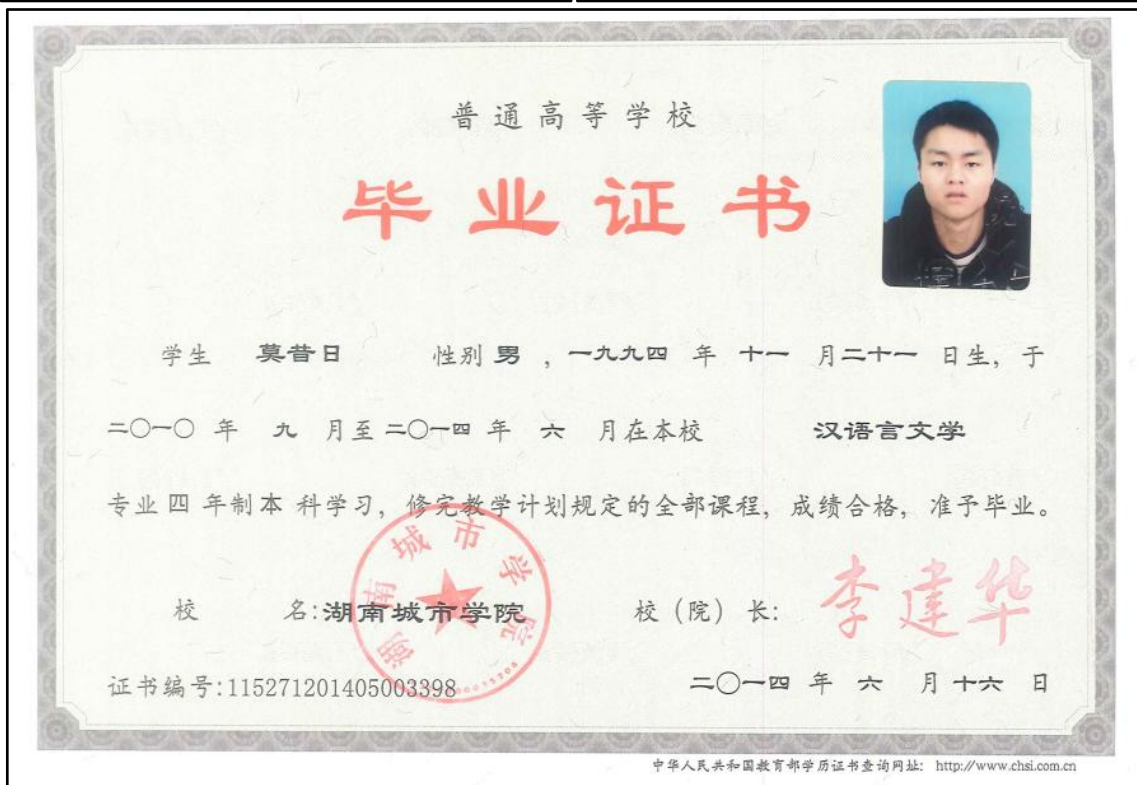 普通高等学校
毕业证书
学生 莫昔日 性别 男 ，一九九四 年 十一 月二十一 日生，于
二〇一〇 年 九 月至 二〇一四 年 六 月在本校 汉语言文学
专业 四 年制 本 科学习，修完教学计划规定的全部课程，成绩合格，准予毕业。
校 名:湖南城市学院 校（院）长: 李建华
湖南城市学院
证书编号:115271201405003398 二〇一四 年 六 月 十六 日
中华人民共和国教育部学历证书查询网址: http://www.chsi.com.cn